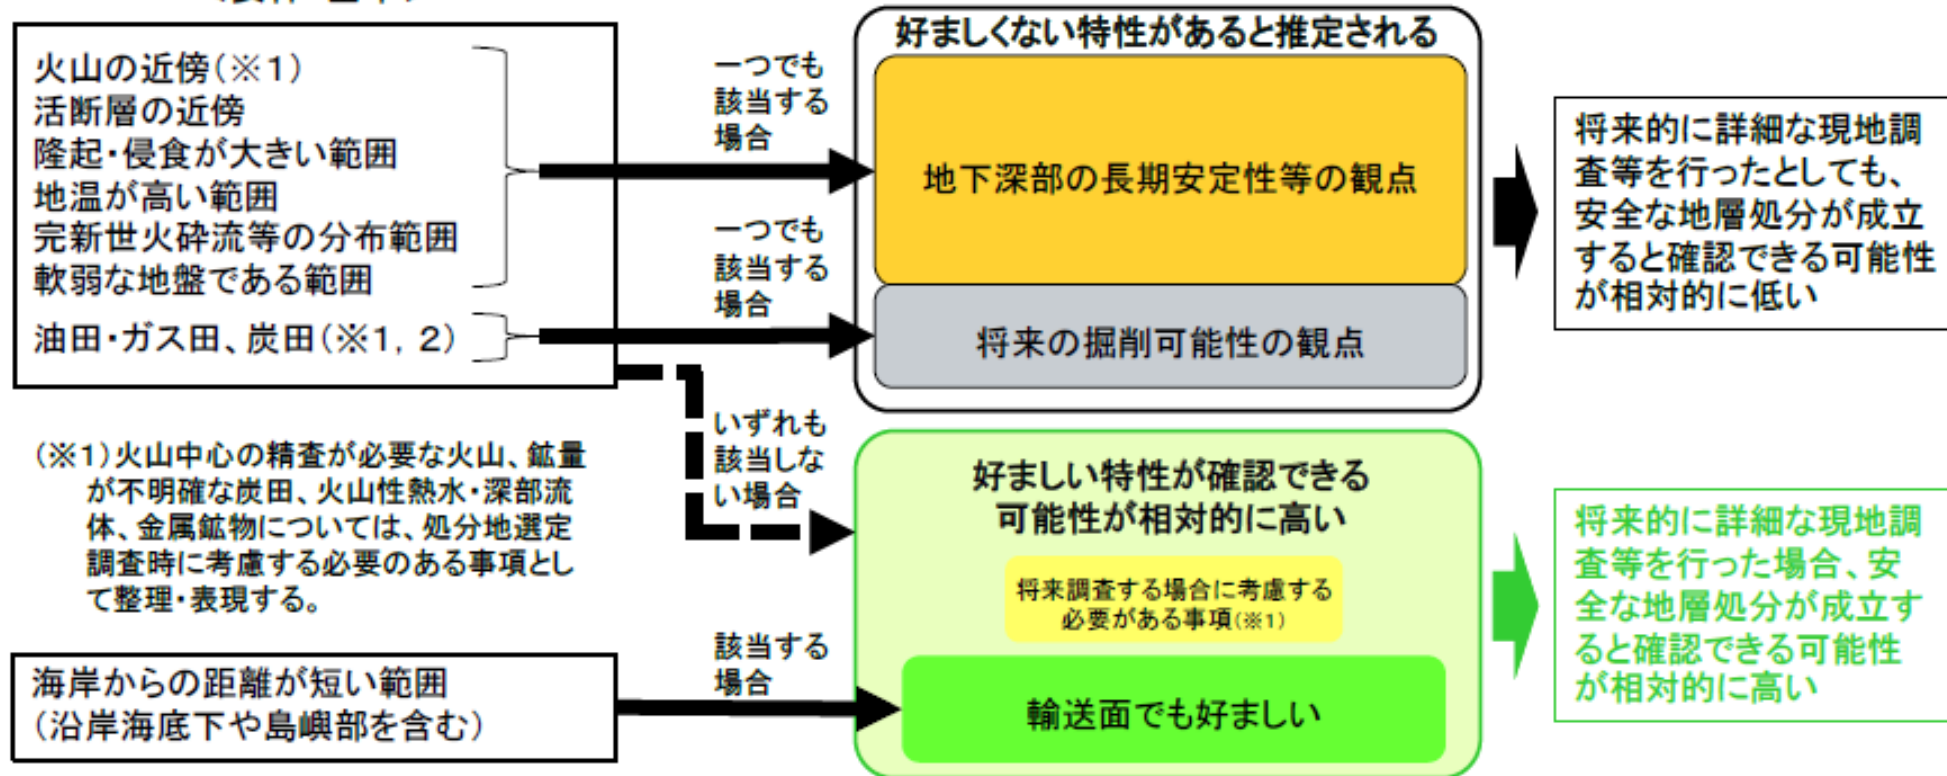 火山の近傍(※1)
活断層の近傍
隆起・侵食が大きい範囲
地温が高い範囲
完新世火砕流等の分布範囲
軟弱な地盤である範囲
油田・ガス田、炭田(※1, 2)
一つでも
該当する
場合
一つでも
該当する
場合
いずれも
該当しな
い場合
好ましくない特性があると推定される
地下深部の長期安定性等の観点
将来の掘削可能性の観点
将来的に詳細な現地調
査等を行ったとしても、
安全な地層処分が成立
すると確認できる可能性
が相対的に低い
(※1)火山中心の精査が必要な火山、鉱量
が不明確な炭田、火山性熱水・深部流
体、金属鉱物については、処分地選定
調査時に考慮する必要のある事項とし
て整理・表現する。
海岸からの距離が短い範囲
(沿岸海底下や島嶼部を含む)
該当する
場合
好ましい特性が確認できる
可能性が相対的に高い
将来調査する場合に考慮する
必要がある事項(※1)
輸送面でも好ましい
将来的に詳細な現地調
査等を行った場合、安
全な地層処分が成立す
ると確認できる可能性
が相対的に高い